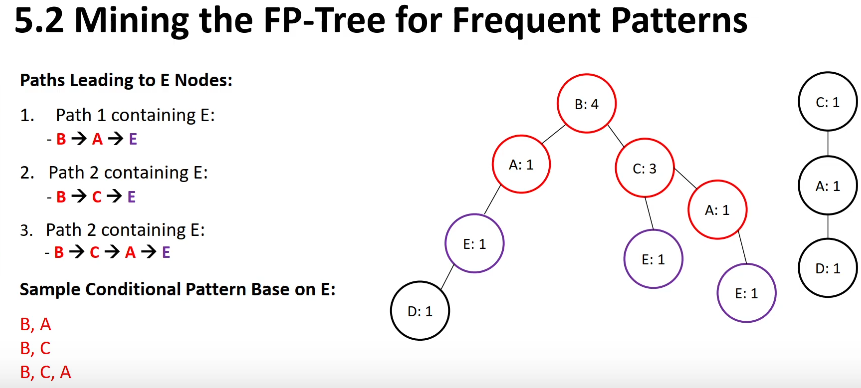 5.2 Mining the FP-Tree for Frequent Patterns
Paths Leading to E Nodes:
1. Path 1 containing E:
- B → A → E
2. Path 2 containing E:
- B → C → E
3. Path 2 containing E:
- B → C → A → E
Sample Conditional Pattern Base on E:
B, A
B, C
B, C, A
B: 4
A: 1
C: 3
A: 1
E: 1
E: 1
E: 1
D: 1
C: 1
A: 1
D: 1